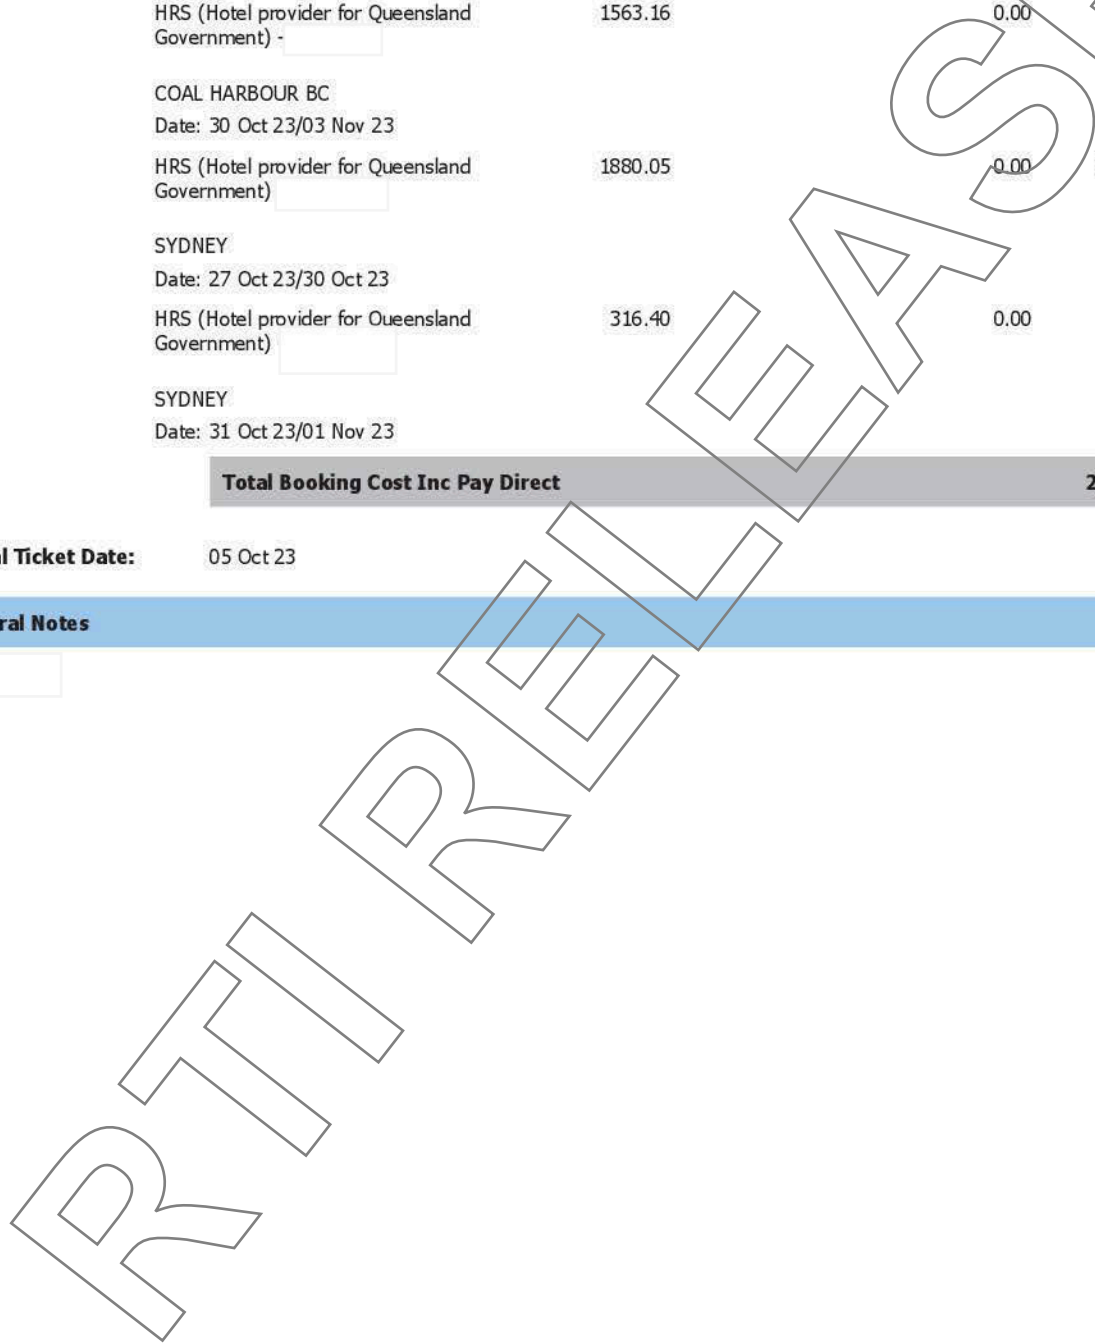 HRS (Hotel provider for Queensland 1563.16 0.00
Government) -
COAL HARBOUR BC
Date: 30 Oct 23/03 Nov 23
HRS (Hotel provider for Queensland 1880.05 0.00
Government)
SYDNEY
Date: 27 Oct 23/30 Oct 23
HRS (Hotel provider for Queensland 316.40 0.00
Government)
SYDNEY
Date: 31 Oct 23/01 Nov 23
Total Booking Cost Inc Pay Direct 2
Ticket Date: 05 Oct 23
ral Notes
RTI RELEAS